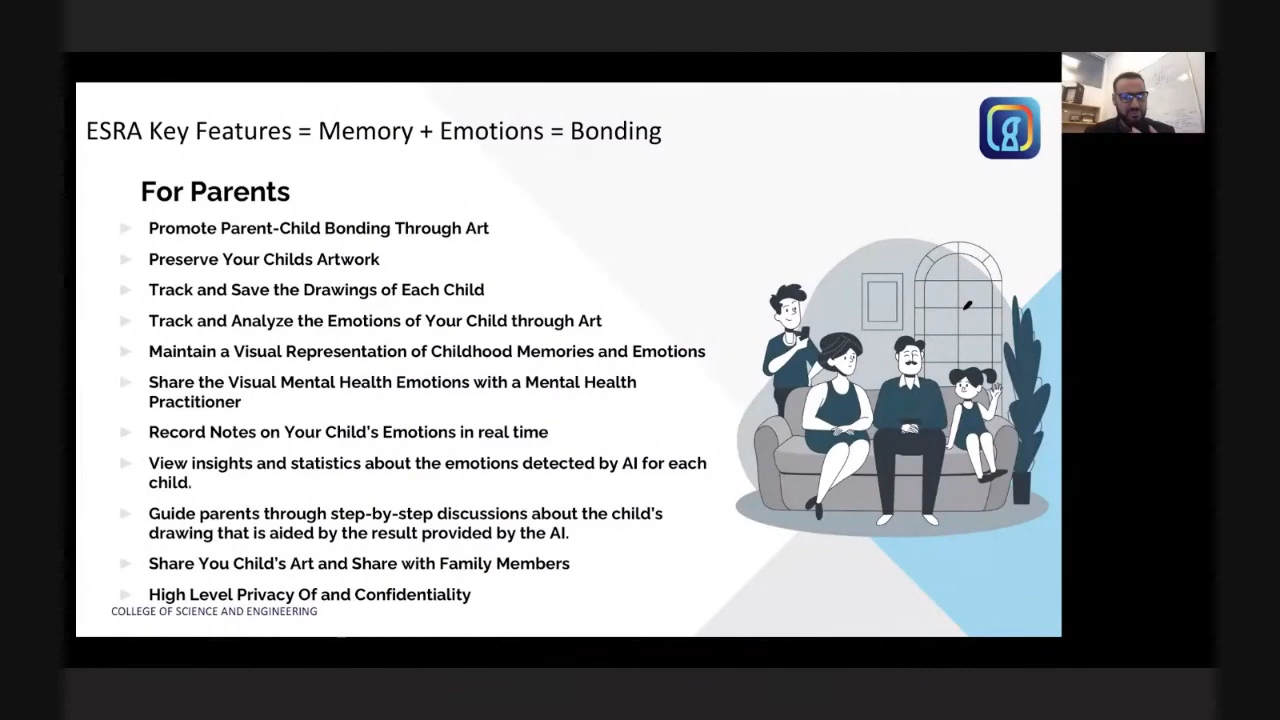 ESRA Key Features = Memory + Emotions = Bonding
For Parents
Promote Parent-Child Bonding Through Art
Preserve Your Childs Artwork
Track and Save the Drawings of Each Child
Track and Analyze the Emotions of Your Child through Art
Maintain a Visual Representation of Childhood Memories and Emotions
Share the Visual Mental Health Emotions with a Mental Health
Practitioner
Record Notes on Your Child's Emotions in real time
View insights and statistics about the emotions detected by AI for each
child.
Guide parents through step-by-step discussions about the child's
drawing that is aided by the result provided by the AI.
Share You Child's Art and Share with Family Members
High Level Privacy Of and Confidentiality
COLLEGE OF SCIENCE AND ENGINEERING